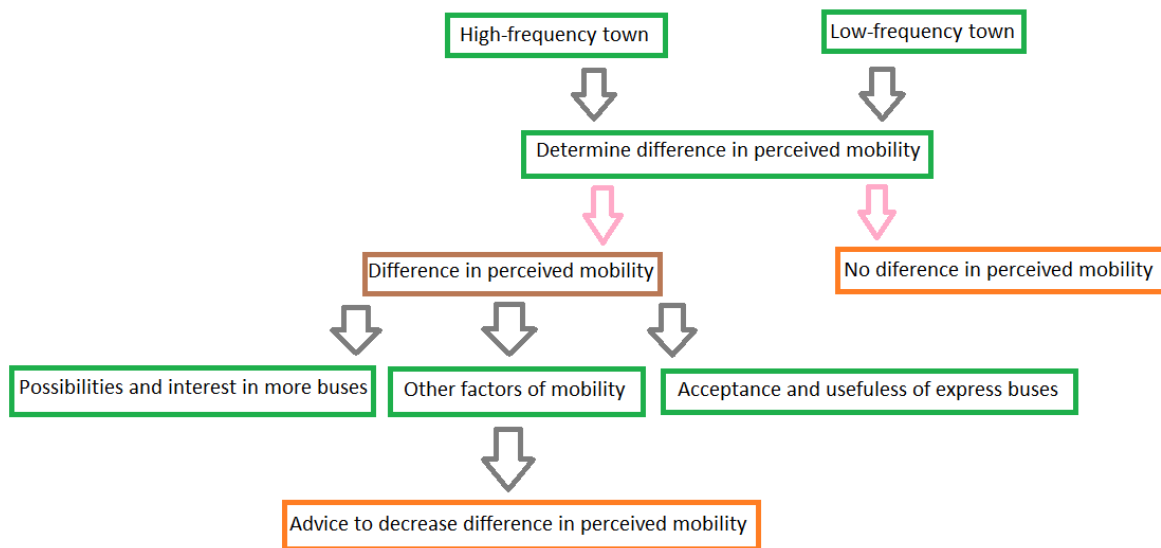 High-frequency town
Low-frequency town
Determine difference in perceived mobility
Difference in perceived mobility
No diference in perceived mobility
Possibilities and interest in more buses
Other factors of mobility
Acceptance and usefuless of express buses
Advice to decrease difference in perceived mobility